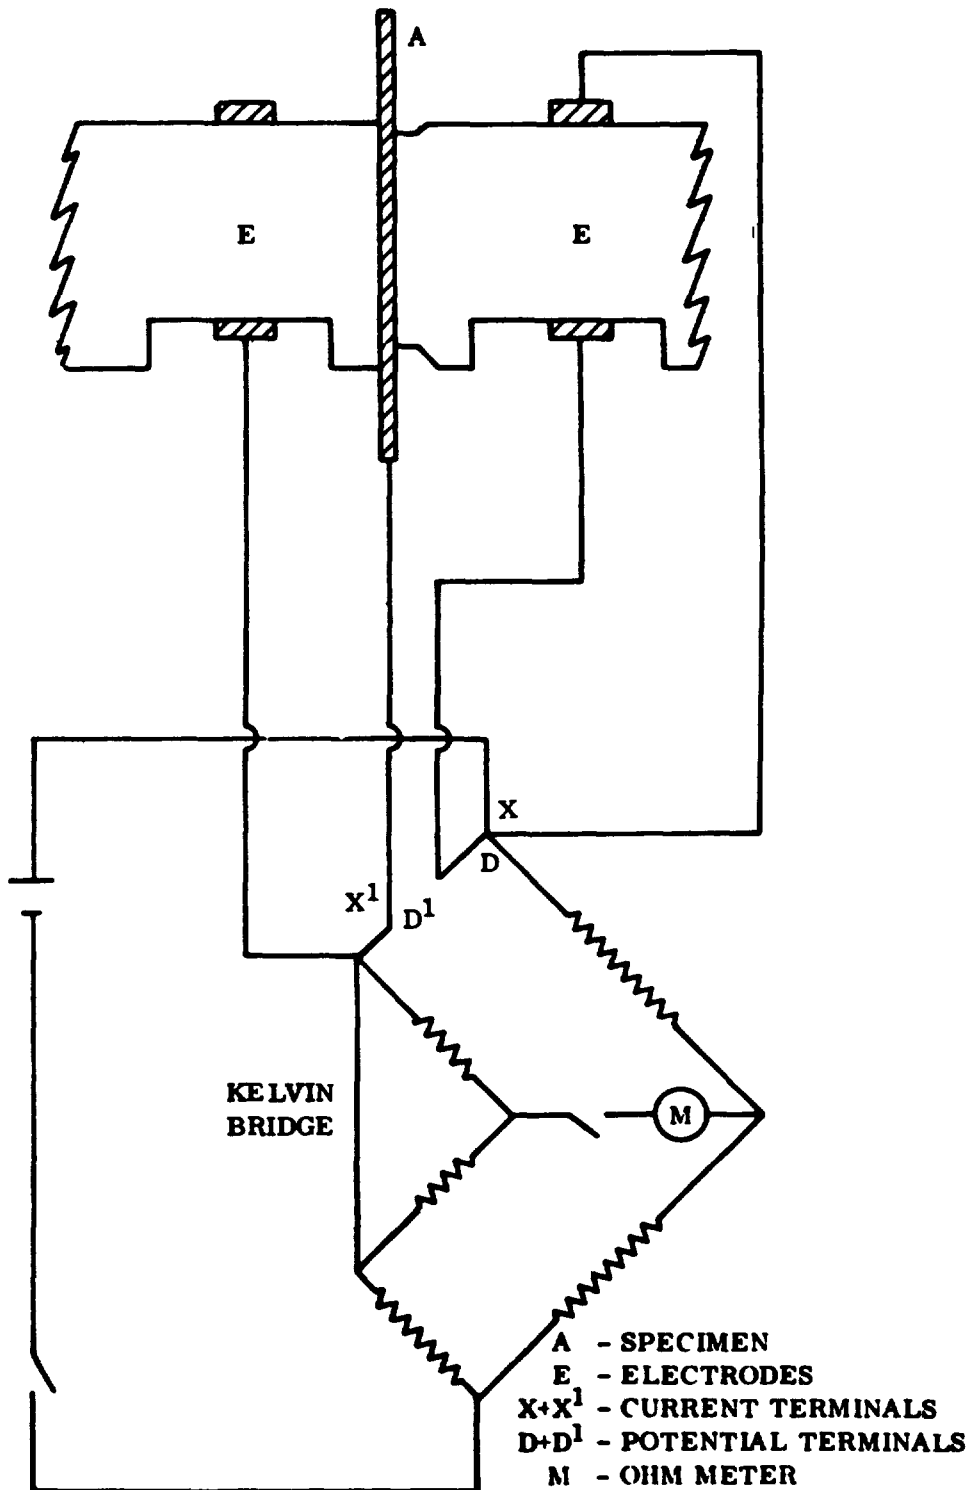 A
E E
X
D
X¹
D¹
KELVIN
BRIDGE
M
A - SPECIMEN
E - ELECTRODES
X+X¹ - CURRENT TERMINALS
D+D¹ - POTENTIAL TERMINALS
M - OHM METER